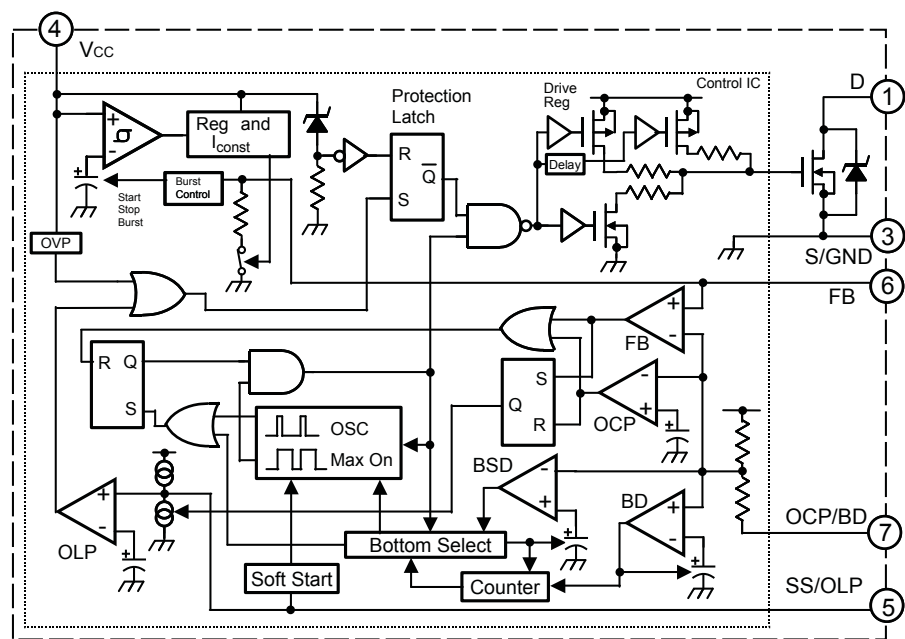 4
VCC
Control IC
D
1
Drive
Reg
Protection
Latch
+
-
Reg and
Iconst
R
Q
S
Delay
+
Start
Stop
Burst
Burst
Control
OVP
3
S/GND
6
FB
+
-
FB
R
Q
S
S
Q
R
-
+
OCP
+
OSC
Max On
BSD
-
+
BD
+
-
OCP/BD
7
+
-
OLP
+
Bottom Select
+
+
Soft Start
Counter
SS/OLP
5